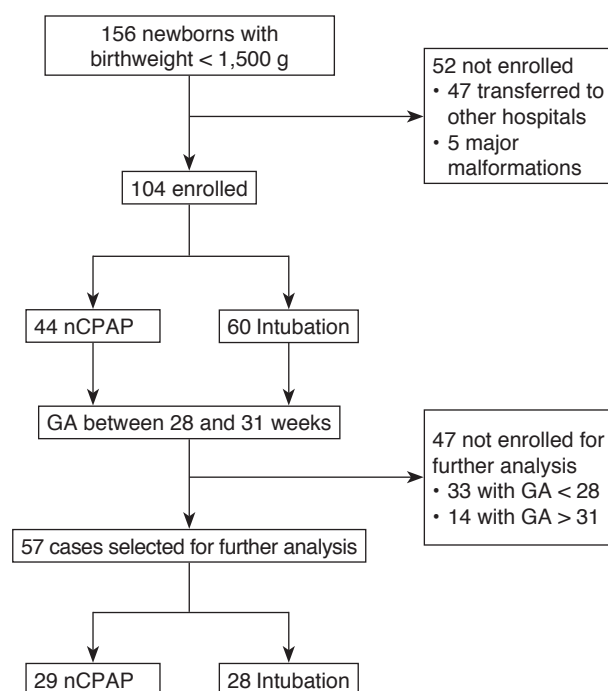 156 newborns with
birthweight < 1,500 g
52 not enrolled
• 47 transferred to
other hospitals
• 5 major
malformations
104 enrolled
44 nCPAP
60 Intubation
GA between 28 and 31 weeks
47 not enrolled for
further analysis
• 33 with GA < 28
• 14 with GA > 31
57 cases selected for further analysis
29 nCPAP
28 Intubation